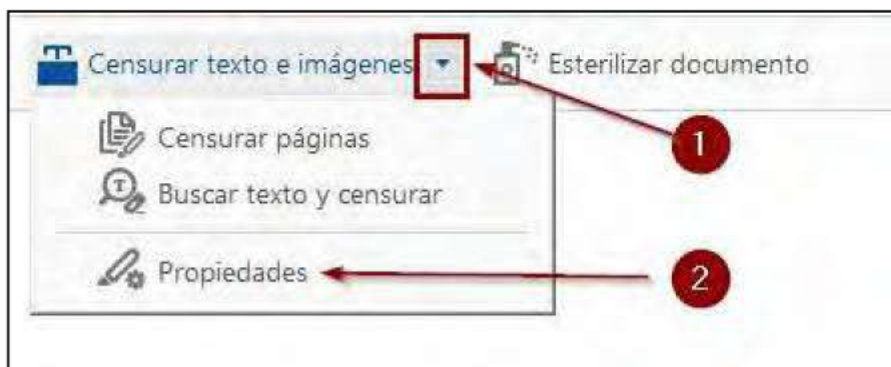 Censurar texto e imágenes
Esterilizar documento
Censurar páginas
1
Buscar texto y censurar
Propiedades
2